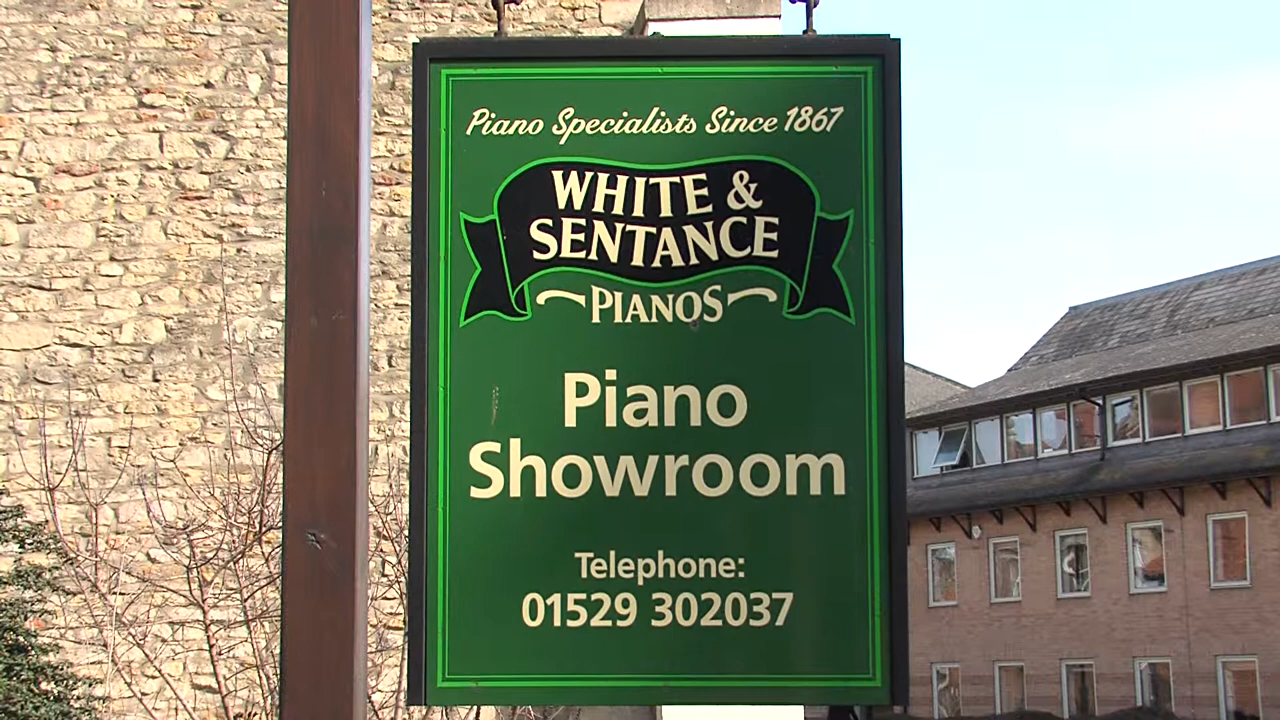 Piano Specialists Since 1867
WHITE &
SENTANCE
PIANOS
Piano
Showroom
Telephone:
01529 302037